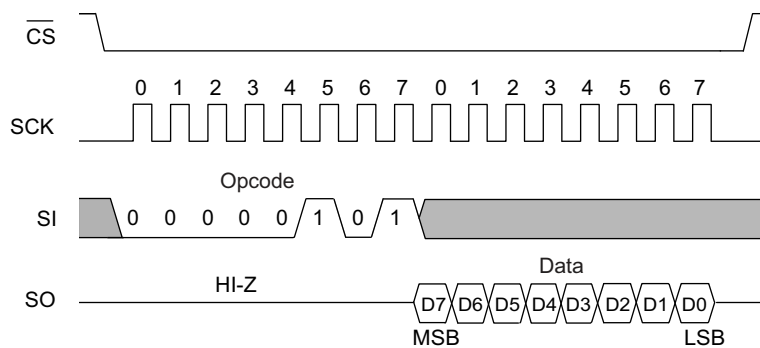 CS
0 1 2 3 4 5 6 7 0 1 2 3 4 5 6 7
SCK
Opcode
SI 0 0 0 0 0 1 0 1
Data
HI-Z
SO D7 D6 D5 D4 D3 D2 D1 D0
MSB LSB